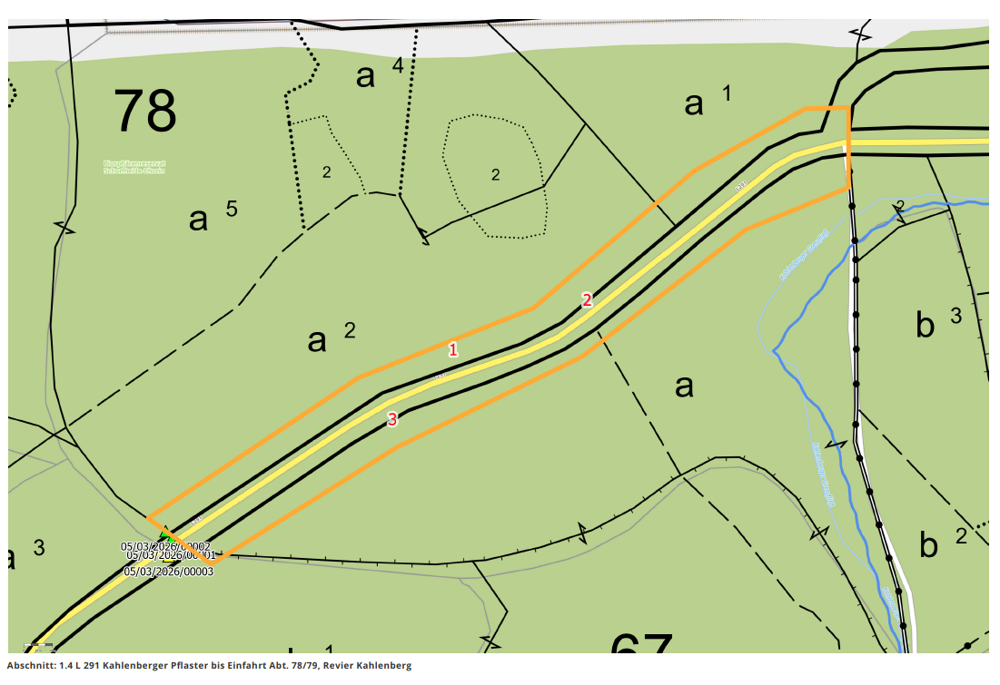 a 4
a 1
78
Biosphärenreservat
Schorfheide-Chorin
2
2
a 5
2
b 3
a 2
2
1
a
3
05/03/2026/00002
05/03/2026/00001
05/03/2026/00003
a 3
b 2
1
67
Abschnitt: 1.4 L 291 Kahlenberger Pflaster bis Einfahrt Abt. 78/79, Revier Kahlenberg